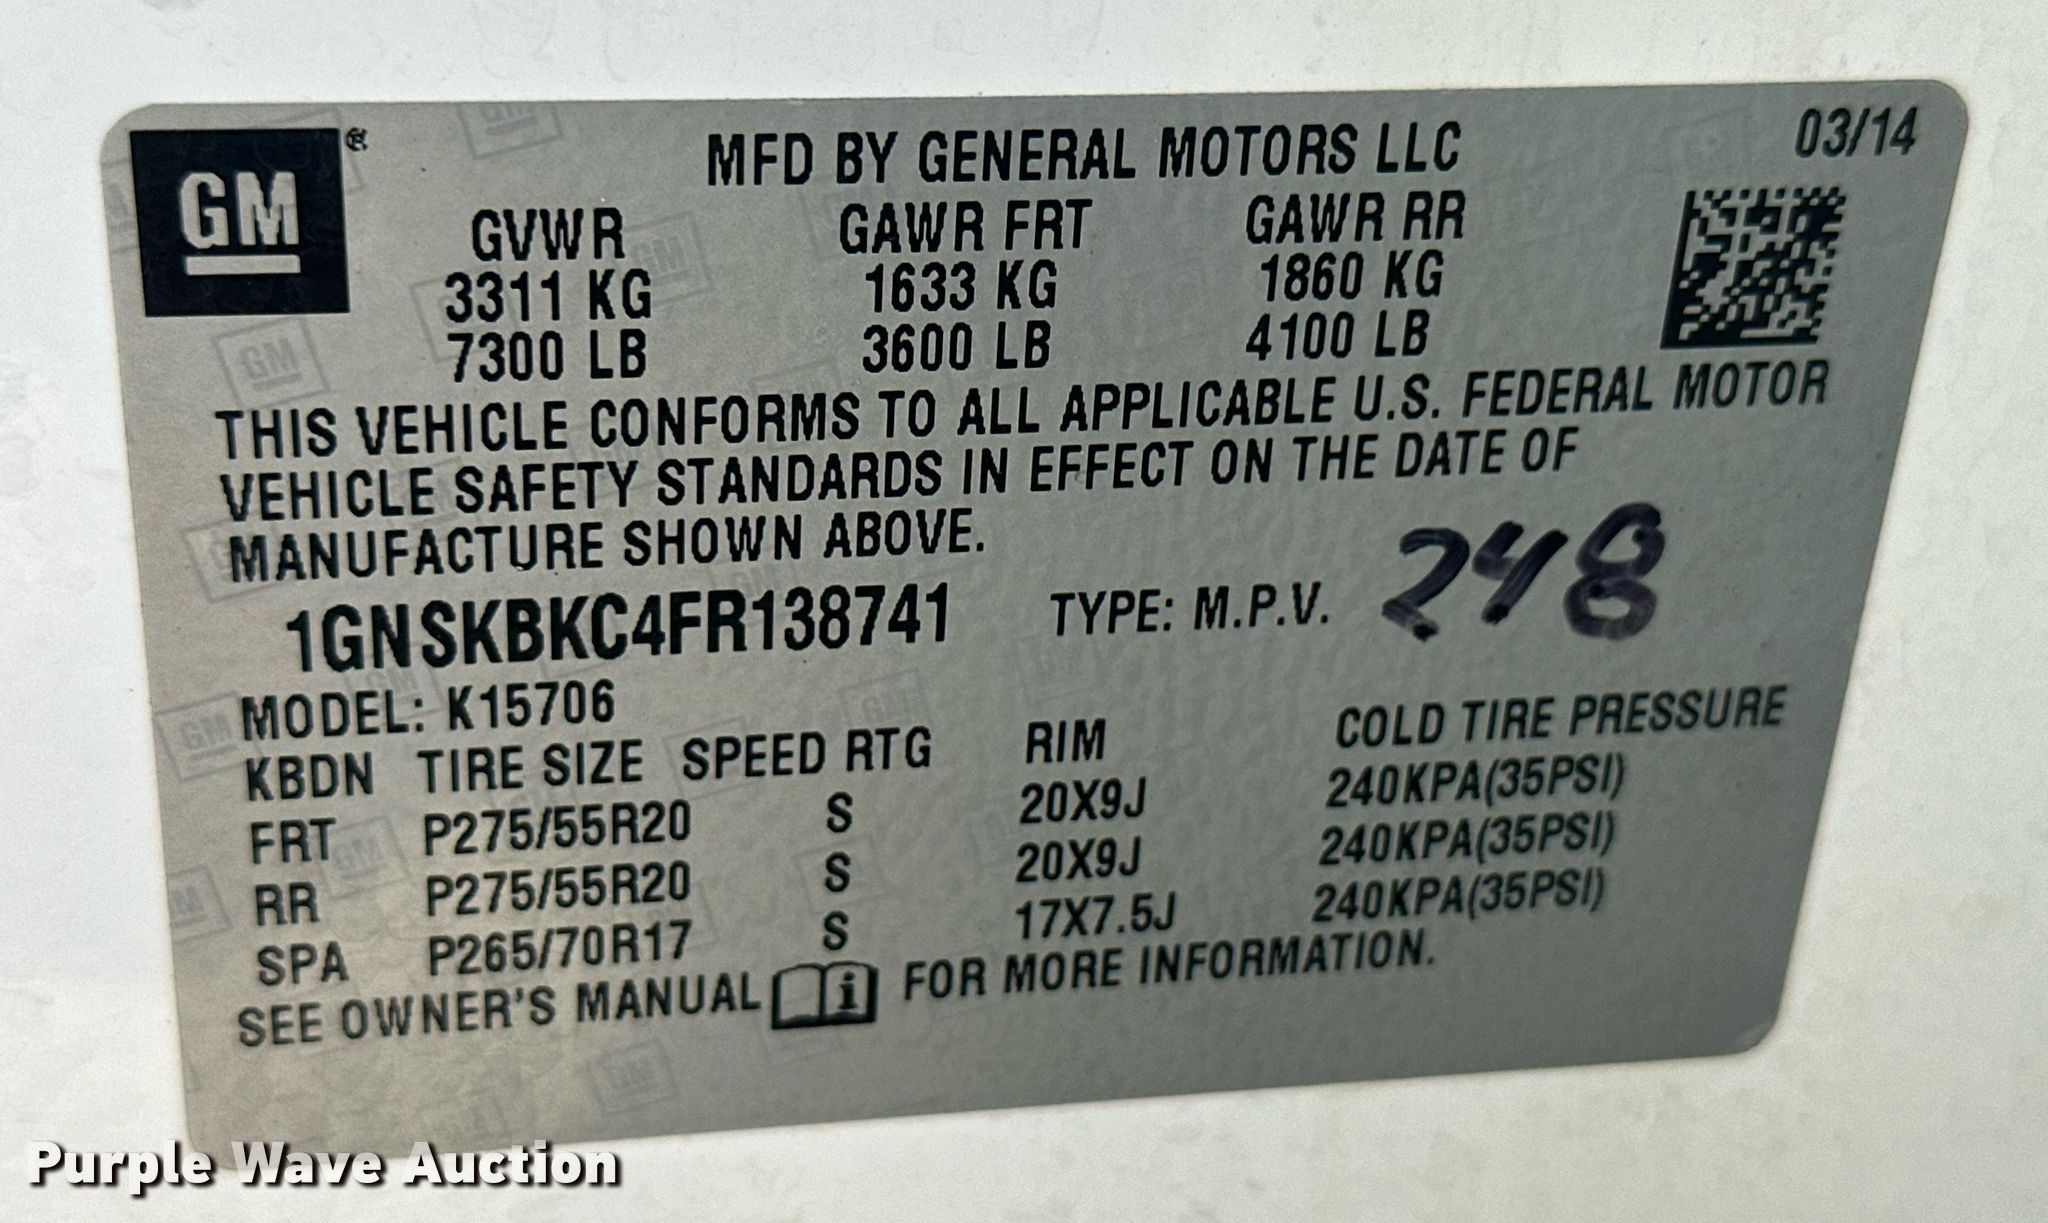 GM®
MFD BY GENERAL MOTORS LLC
03/14
GVWR GAWR FRT GAWR RR
3311 KG 1633 KG 1860 KG
7300 LB 3600 LB 4100 LB
THIS VEHICLE CONFORMS TO ALL APPLICABLE U.S. FEDERAL MOTOR
VEHICLE SAFETY STANDARDS IN EFFECT ON THE DATE OF
MANUFACTURE SHOWN ABOVE.
248
1GNSKBKC4FR138741 TYPE: M.P.V.
MODEL: K15706
KBDN TIRE SIZE SPEED RTG RIM COLD TIRE PRESSURE
FRT P275/55R20 S 20X9J 240KPA(35PSI)
RR P275/55R20 S 20X9J 240KPA(35PSI)
SPA P265/70R17 S 17X7.5J 240KPA(35PSI)
SEE OWNER'S MANUAL i FOR MORE INFORMATION.
Purple Wave Auction